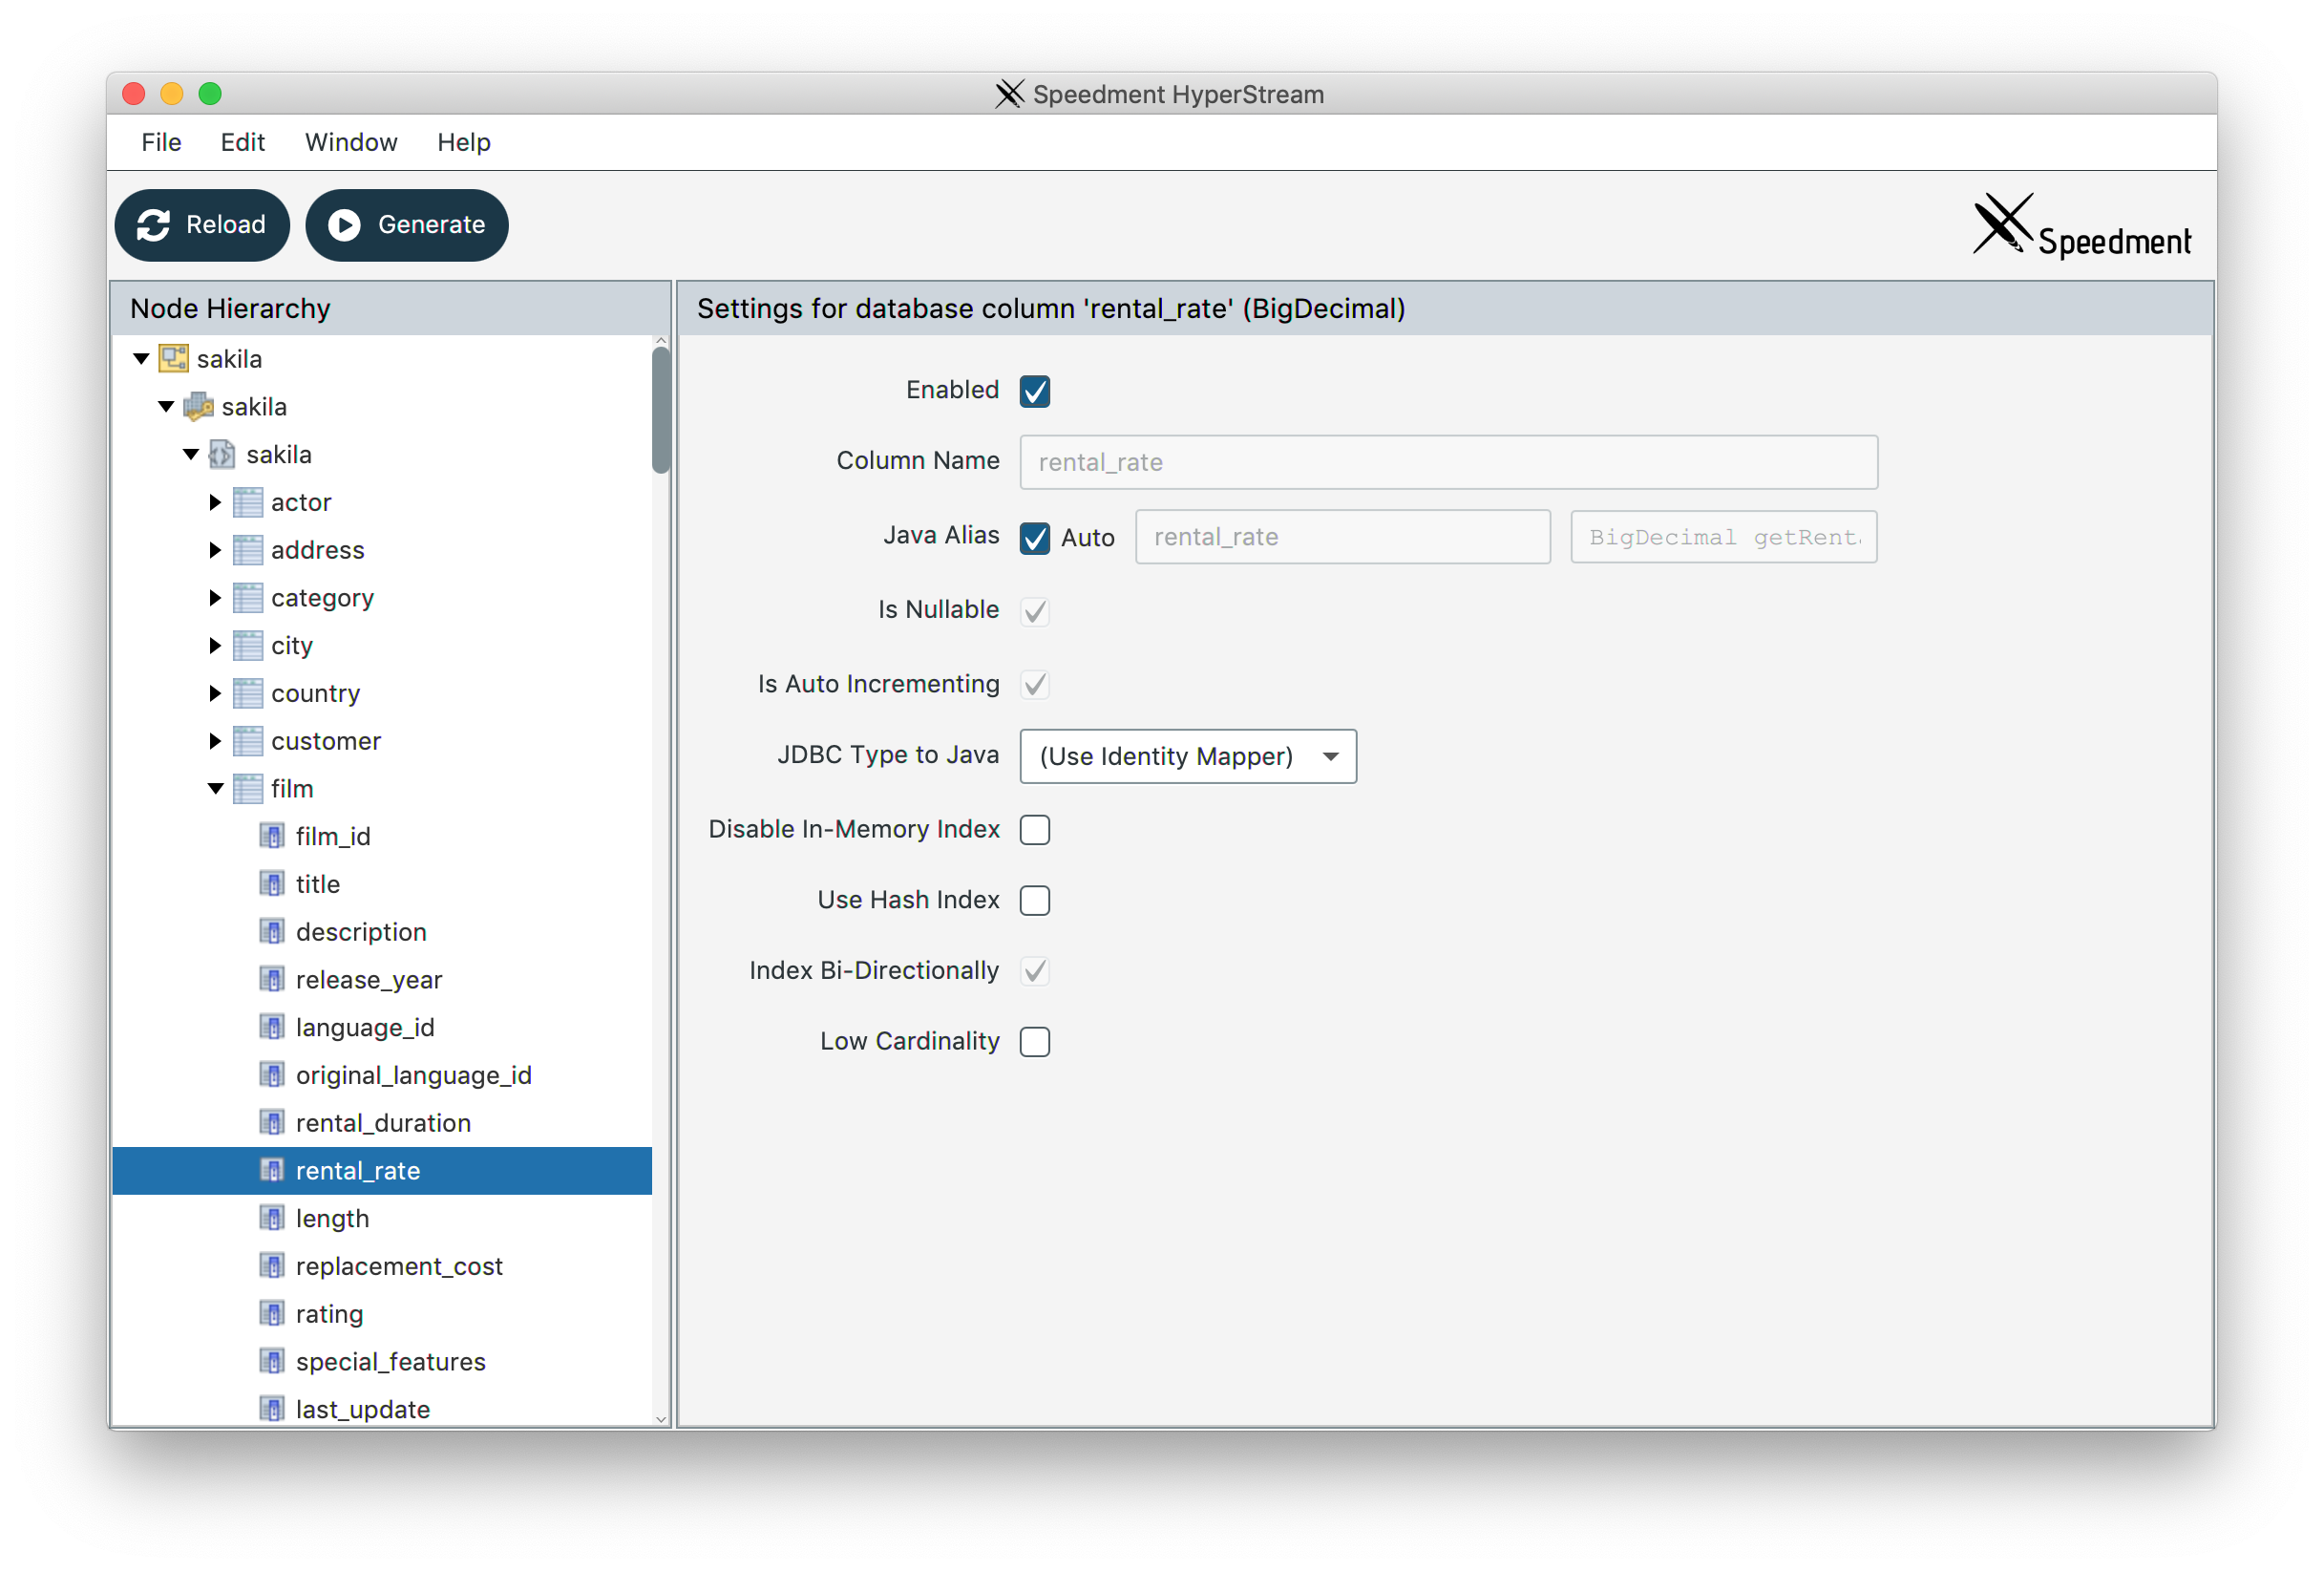 Speedment HyperStream
File Edit Window Help
Reload Generate
Speedment
Node Hierarchy
sakila
sakila
sakila
actor
address
category
city
country
customer
film
film_id
title
description
release_year
language_id
original_language_id
rental_duration
rental_rate
length
replacement_cost
rating
special_features
last_update
Settings for database column 'rental_rate' (BigDecimal)
Enabled
Column Name rental_rate
Java Alias Auto rental_rate BigDecimal getRent
Is Nullable
Is Auto Incrementing
JDBC Type to Java (Use Identity Mapper)
Disable In-Memory Index
Use Hash Index
Index Bi-Directionally
Low Cardinality